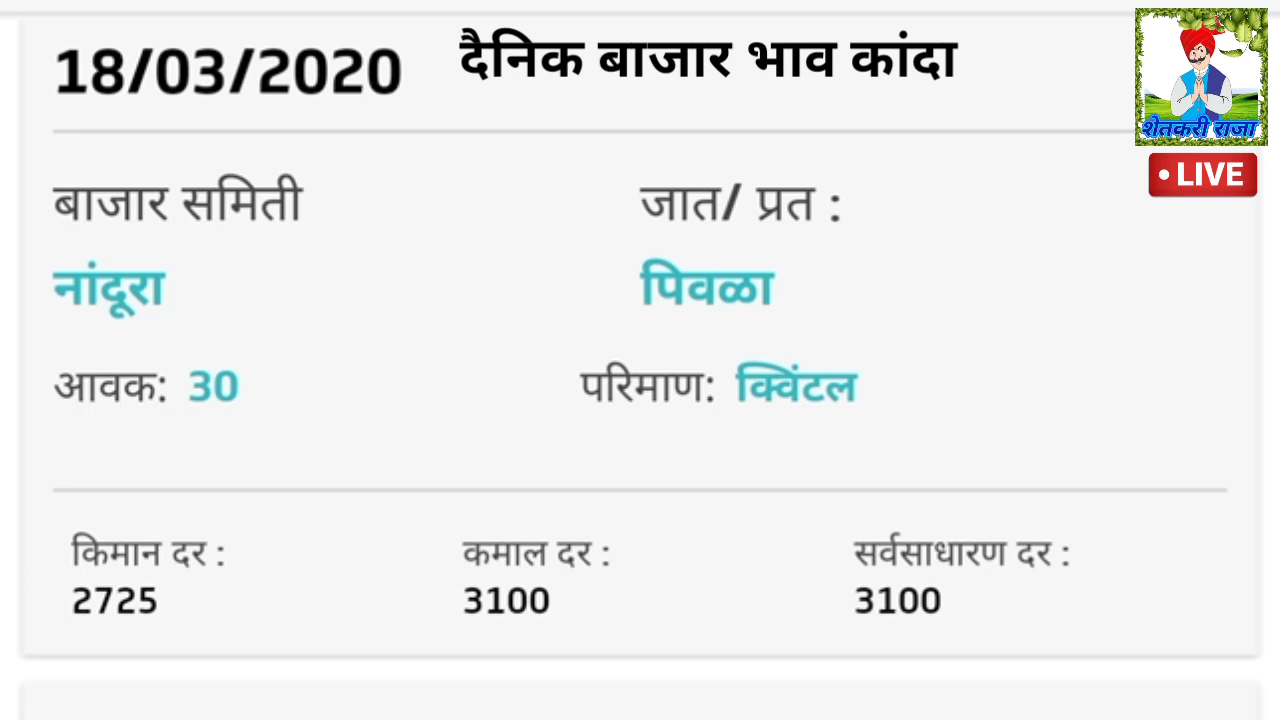 18/03/2020 दैनिक बाजार भाव कांदा
शेतकरी राजा
• LIVE
बाजार समिती जात/ प्रत :
नांदूरा पिवळा
आवक: 30 परिमाण: क्विंटल
किमान दर : कमाल दर : सर्वसाधारण दर :
2725 3100 3100